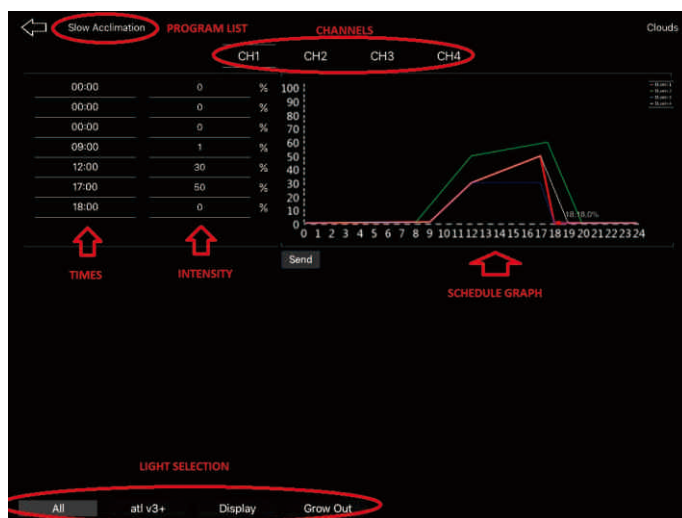 Slow Acclimation PROGRAM LIST CHANNELS Clouds
CH1 CH2 CH3 CH4
00:00 0 %
00:00 0 %
00:00 0 %
09:00 1 %
12:00 30 %
17:00 50 %
18:00 0 %
100
90
80
70
60
50
40
30
20
10
0
18:18,0%
0 1 2 3 4 5 6 7 8 9 10 11 12 13 14 15 16 17 18 19 20 21 22 23 24
Send
TIMES INTENSITY
SCHEDULE GRAPH
LIGHT SELECTION
All atl v3+ Display Grow Out